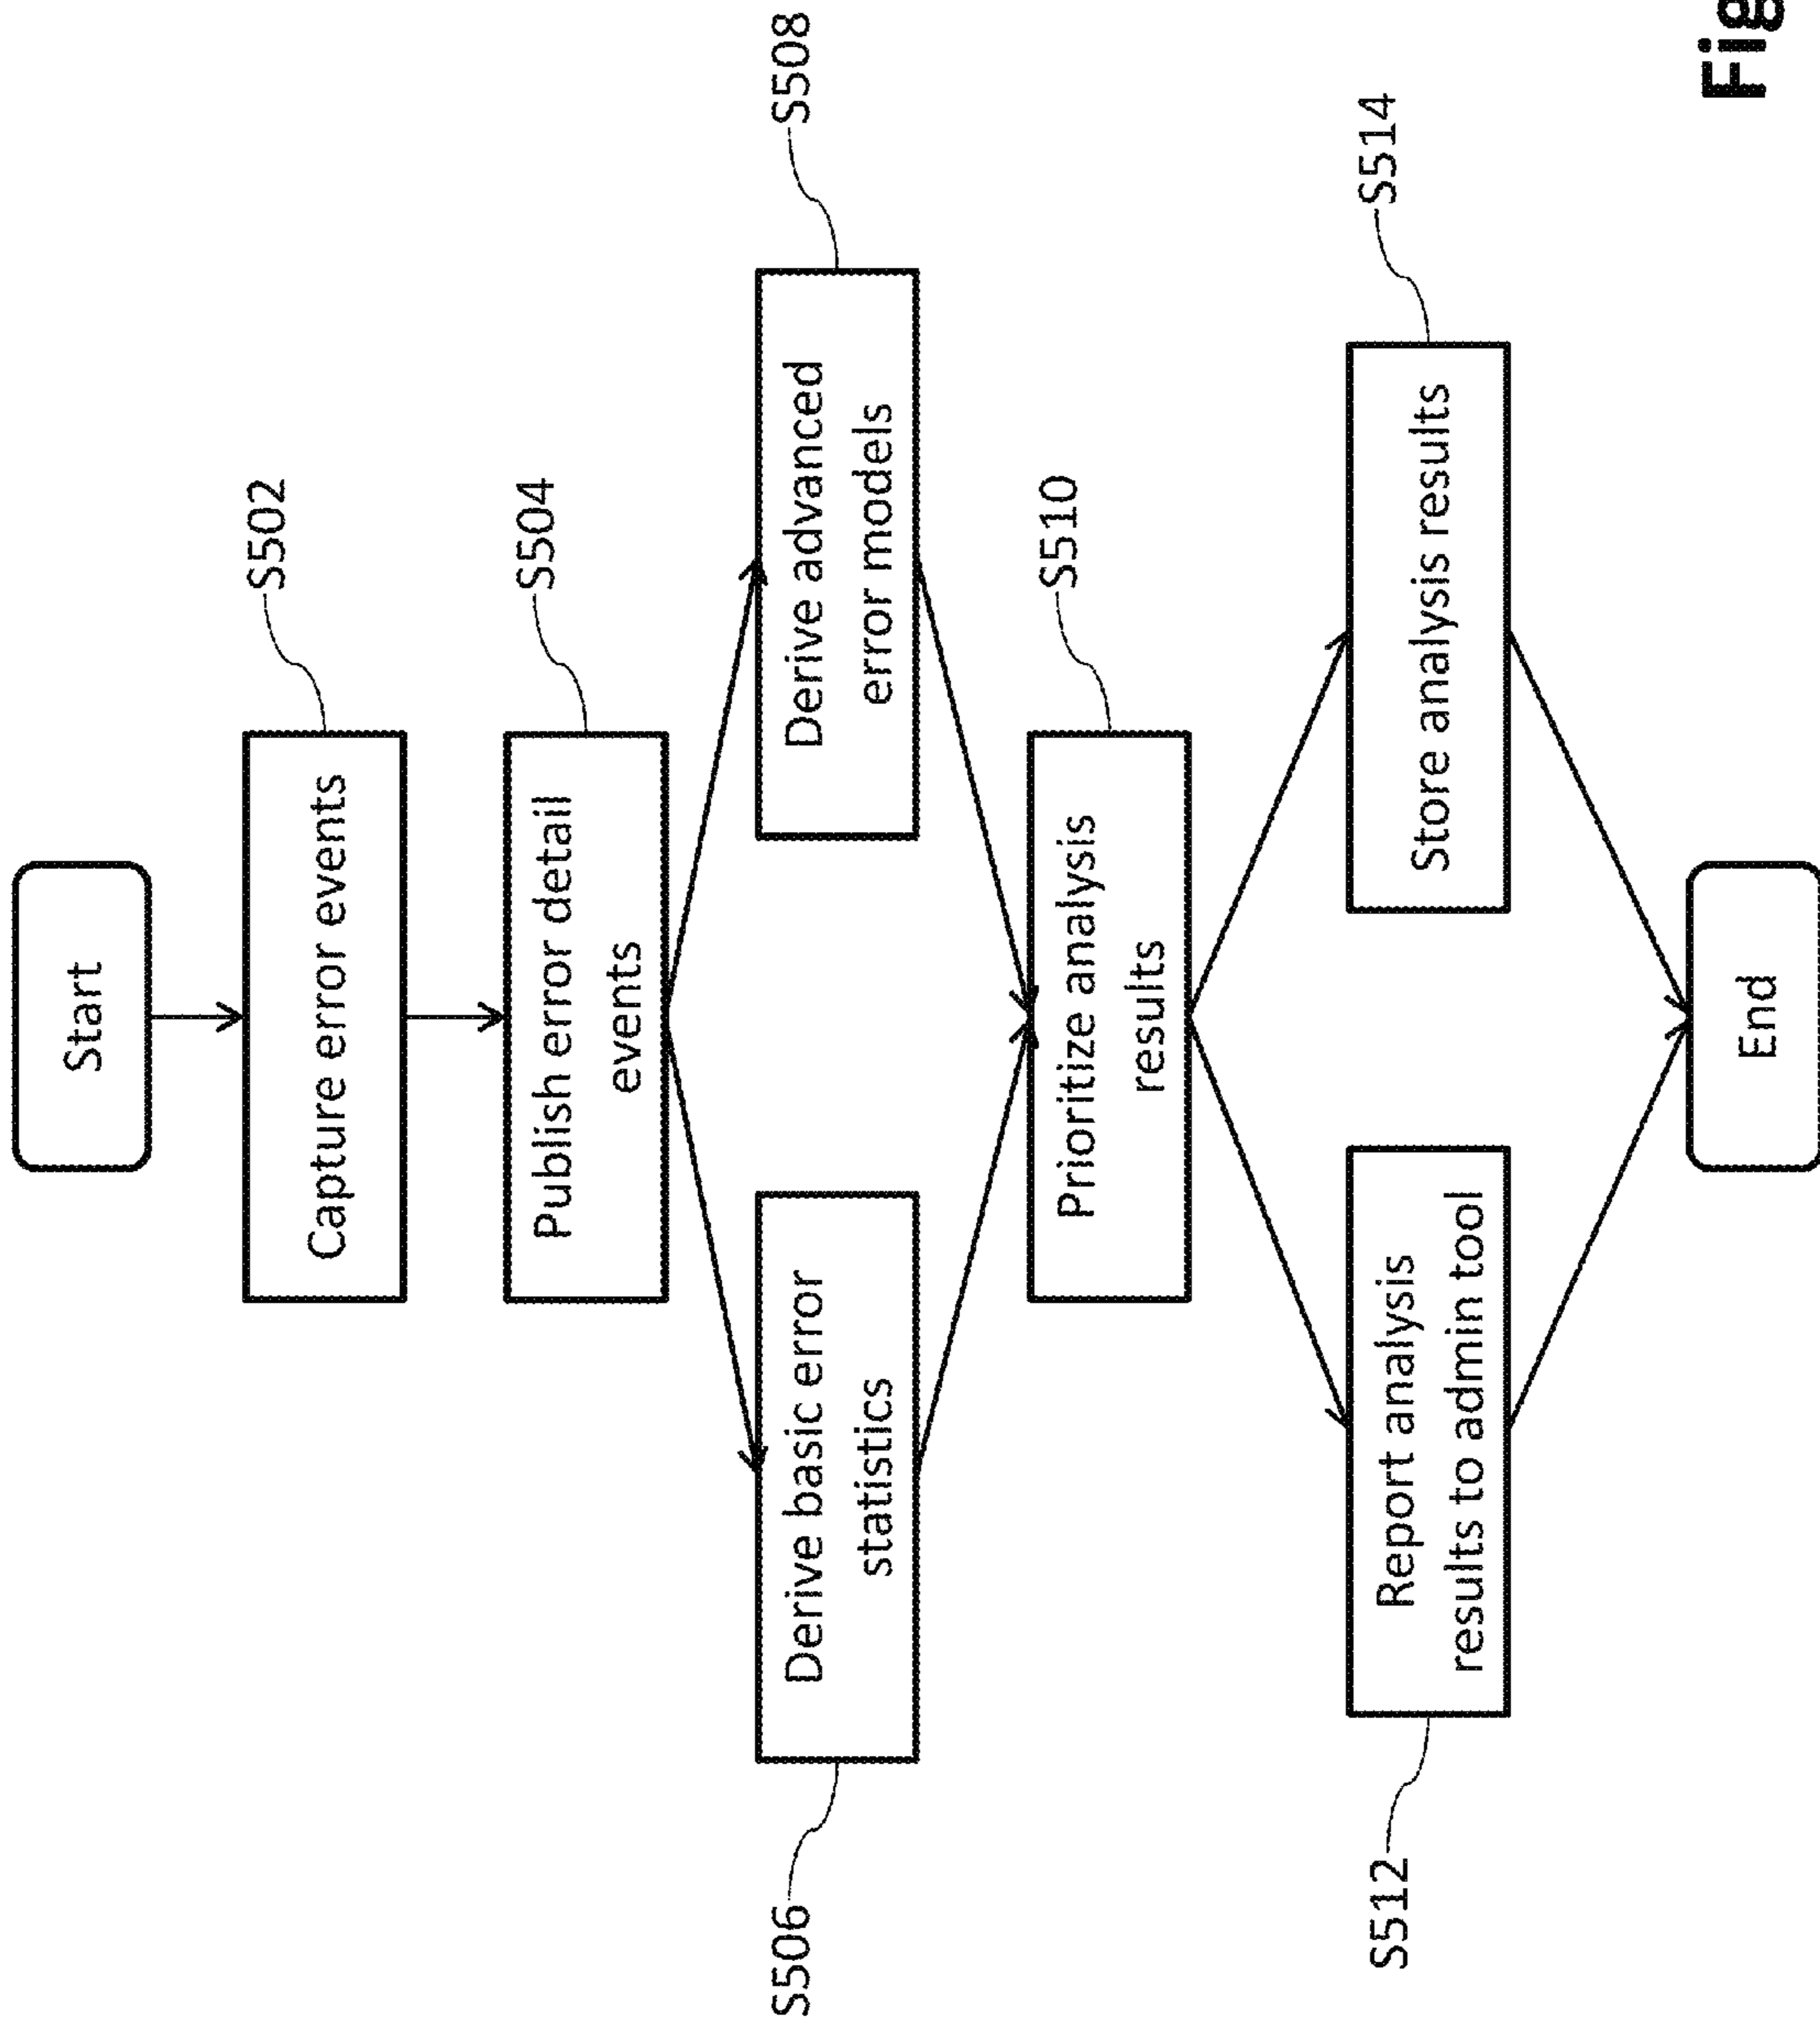 Start
Capture error events
S502
Publish error detail
events
S504
S506
Derive basic error
statistics
Derive advanced
error models
S508
Prioritize analysis
results
S510
S512
Report analysis
results to admin tool
Store analysis results
S514
End
Fig